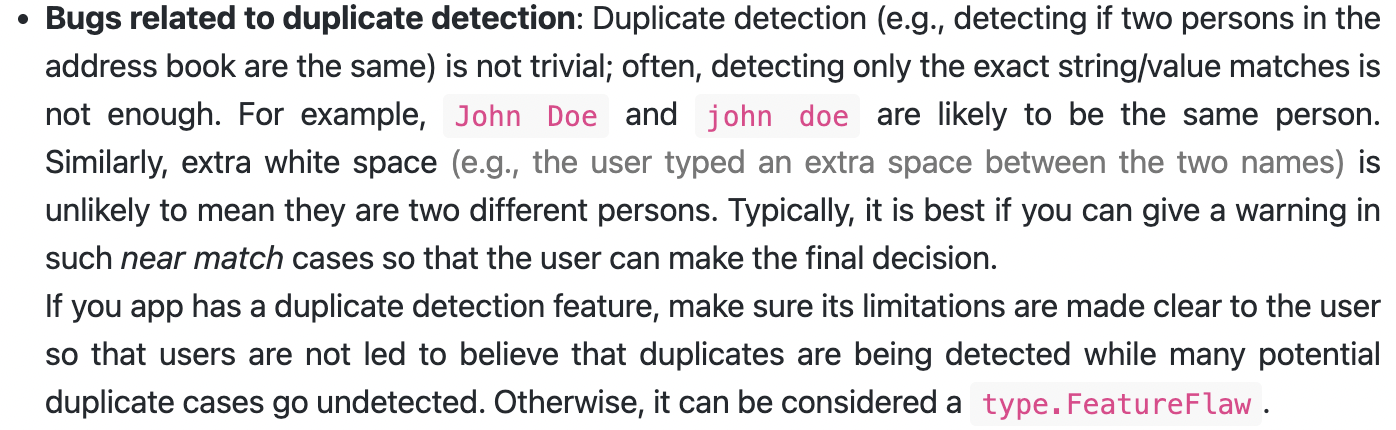 • Bugs related to duplicate detection: Duplicate detection (e.g., detecting if two persons in the
address book are the same) is not trivial; often, detecting only the exact string/value matches is
not enough. For example, John Doe and john doe are likely to be the same person.
Similarly, extra white space (e.g., the user typed an extra space between the two names) is
unlikely to mean they are two different persons. Typically, it is best if you can give a warning in
such near match cases so that the user can make the final decision.
If you app has a duplicate detection feature, make sure its limitations are made clear to the user
so that users are not led to believe that duplicates are being detected while many potential
duplicate cases go undetected. Otherwise, it can be considered a type.FeatureFlaw.